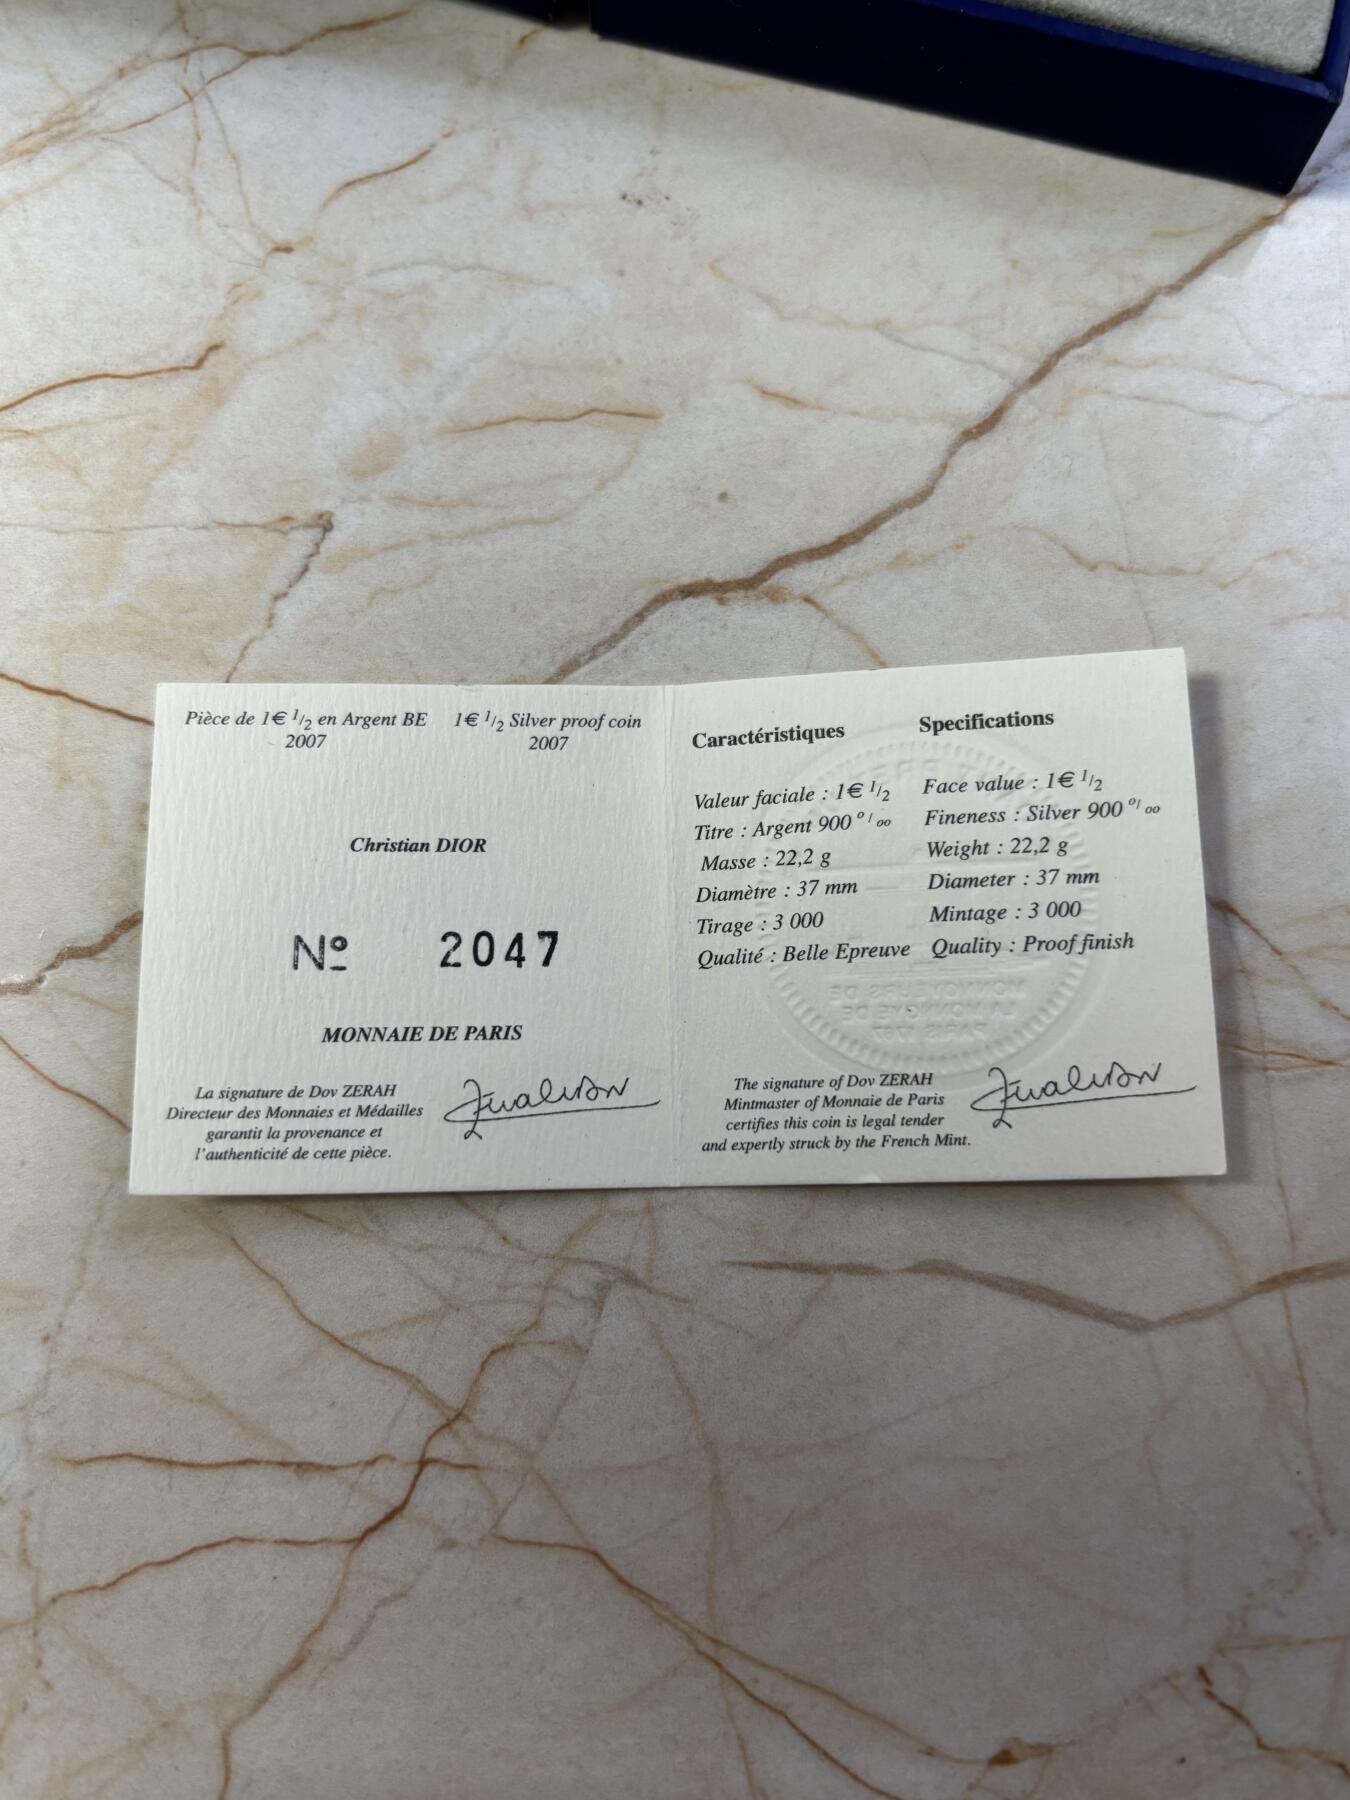 Pièce de 1€ 1/2 en Argent BE
2007
1€ 1/2 Silver proof coin
2007
Christian DIOR
Nº 2047
MONNAIE DE PARIS
La signature de Dov ZERAH
Directeur des Monnaies et Médailles
garantit la provenance et
l'authenticité de cette pièce.
Caractéristiques
Valeur faciale : 1€ 1/2
Titre : Argent 900 º/ºº
Masse : 22,2 g
Diamètre : 37 mm
Tirage : 3 000
Qualité : Belle Epreuve
Specifications
Face value : 1€ 1/2
Fineness : Silver 900 º/ºº
Weight : 22,2 g
Diameter : 37 mm
Mintage : 3 000
Quality : Proof finish
The signature of Dov ZERAH
Mintmaster of Monnaie de Paris
certifies this coin is legal tender
and expertly struck by the French Mint.